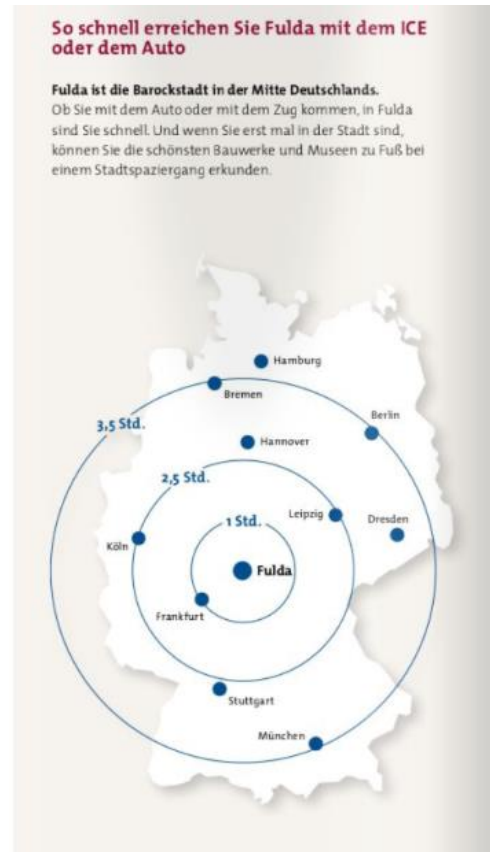 So schnell erreichen Sie Fulda mit dem ICE
oder dem Auto
Fulda ist die Barockstadt in der Mitte Deutschlands.
Ob Sie mit dem Auto oder mit dem Zug kommen, in Fulda
sind Sie schnell. Und wenn Sie erst mal in der Stadt sind,
können Sie die schönsten Bauwerke und Museen zu Fuß bei
einem Stadtspaziergang erkunden.
Hamburg
Bremen
Berlin
3,5 Std.
Hannover
2,5 Std.
Leipzig
1 Std.
Dresden
Köln
Fulda
Frankfurt
Stuttgart
München